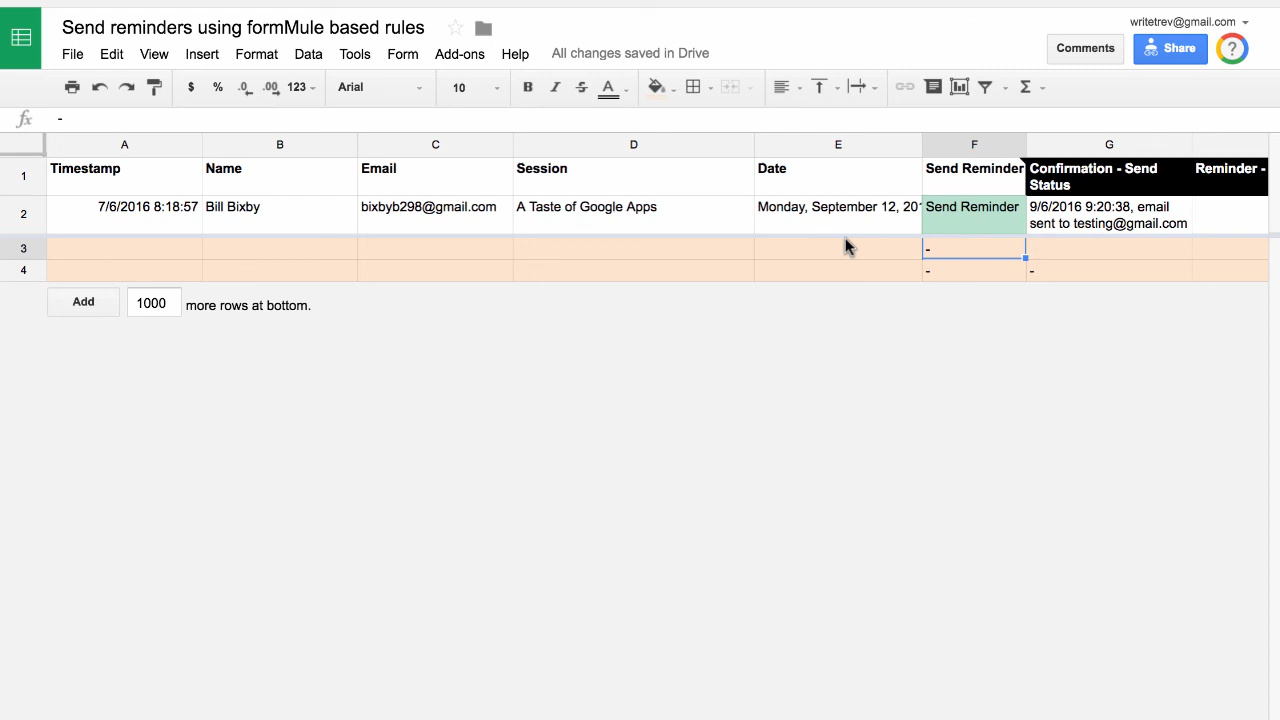 Send reminders using formMule based rules
writetrev@gmail.com
File Edit View Insert Format Data Tools Form Add-ons Help All changes saved in Drive
Comments Share ?
$ % .0 .00 123 Arial 10 B I S A Σ
fx -
A B C D E F G
1 Timestamp Name Email Session Date Send Reminder Confirmation - Send Status Reminder -
2 7/6/2016 8:18:57 Bill Bixby bixbyb298@gmail.com A Taste of Google Apps Monday, September 12, 201 Send Reminder 9/6/2016 9:20:38, email sent to testing@gmail.com
3 -
4 - -
Add 1000 more rows at bottom.